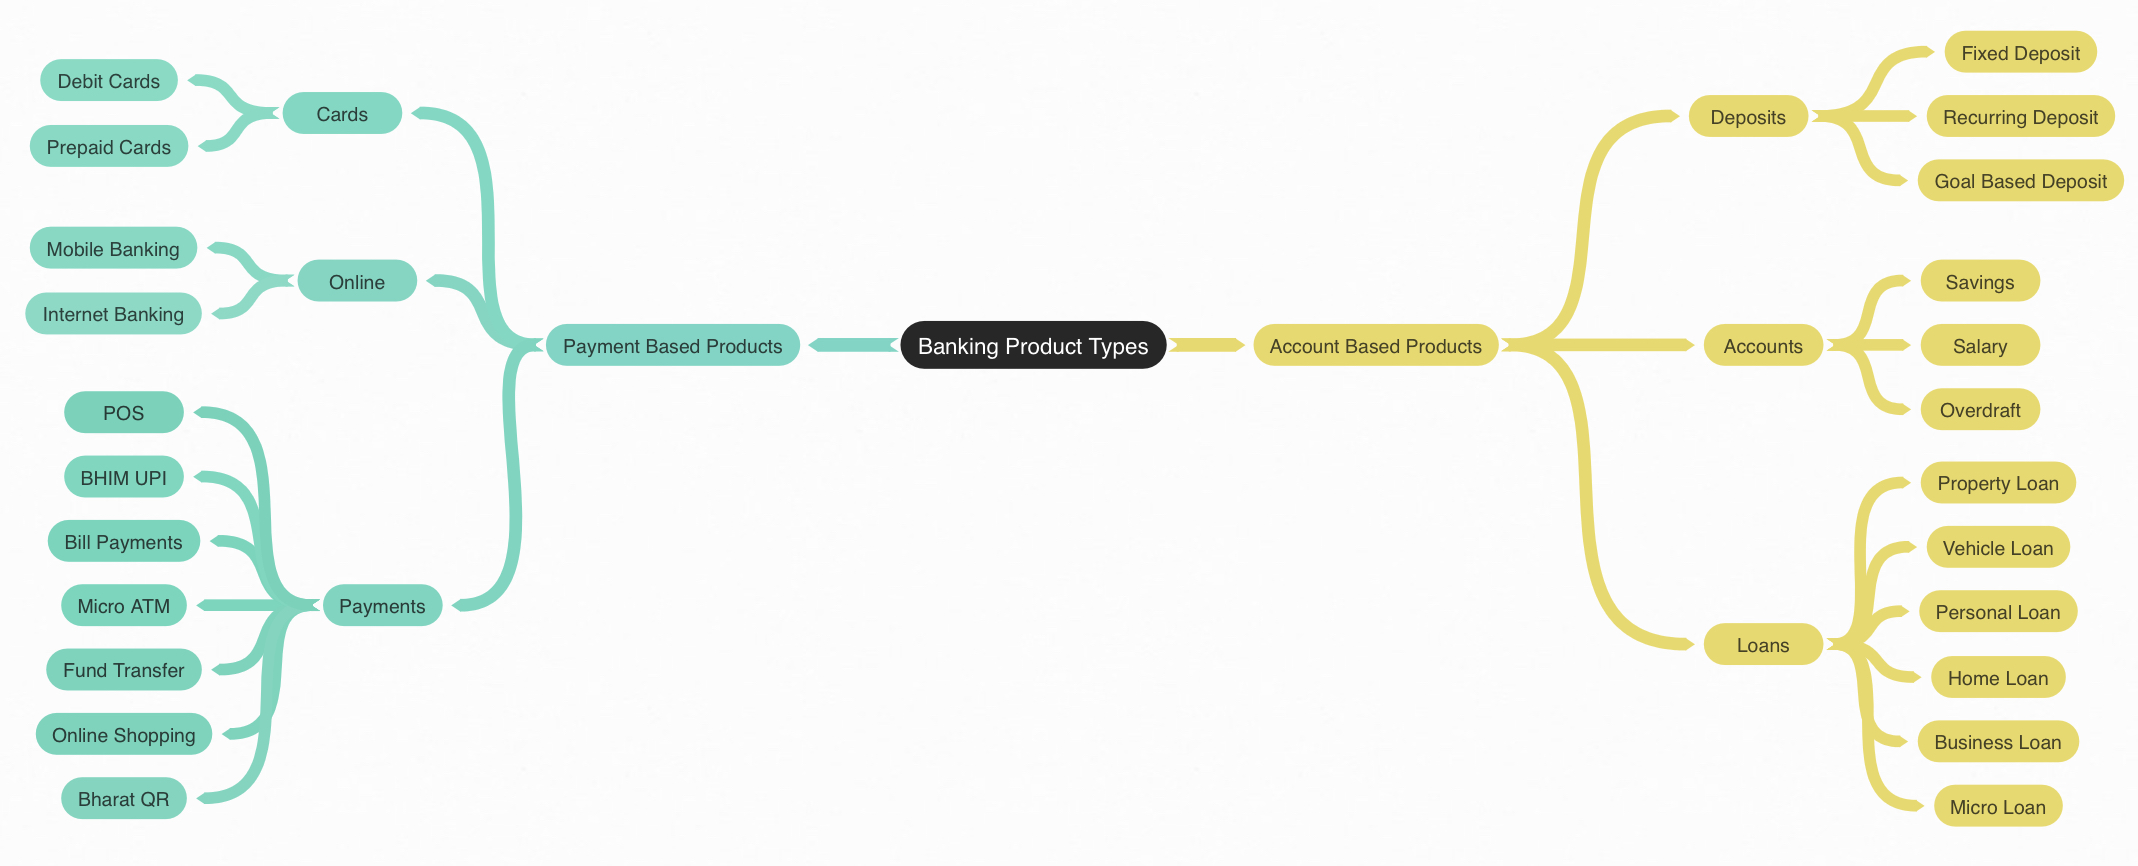 Banking Product Types
Payment Based Products
Cards
Debit Cards
Prepaid Cards
Online
Mobile Banking
Internet Banking
Payments
POS
BHIM UPI
Bill Payments
Micro ATM
Fund Transfer
Online Shopping
Bharat QR
Account Based Products
Deposits
Fixed Deposit
Recurring Deposit
Goal Based Deposit
Accounts
Savings
Salary
Overdraft
Loans
Property Loan
Vehicle Loan
Personal Loan
Home Loan
Business Loan
Micro Loan